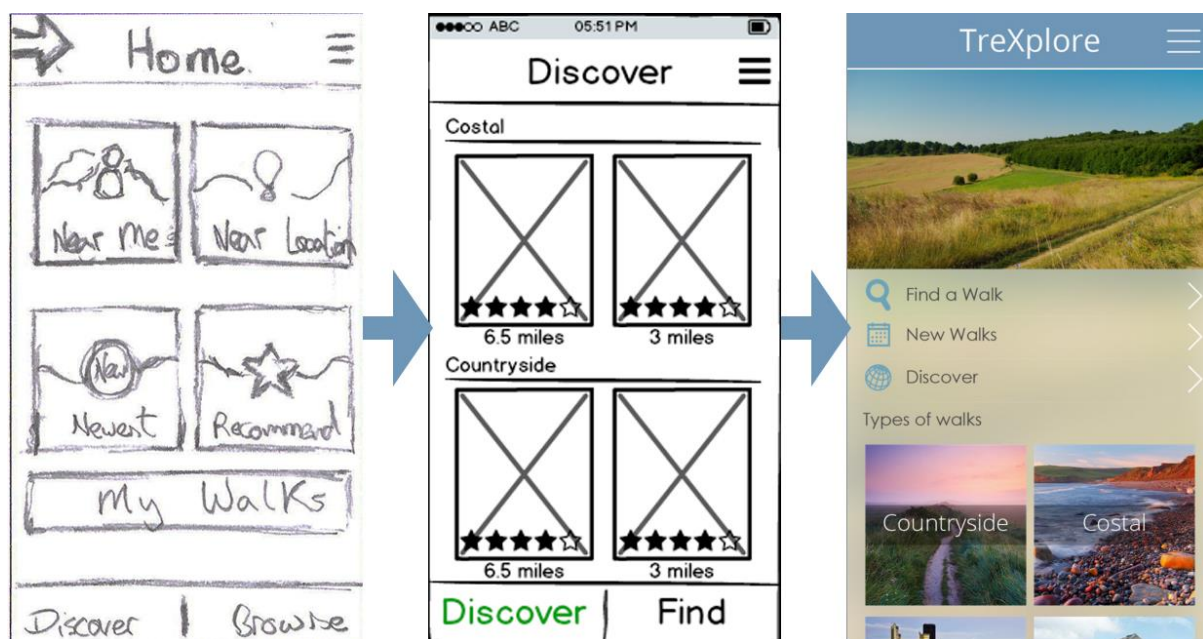 Home
Near Me
Near Location
New
Newest
Recommend
My Walks
Discover
Browse
ABC 05:51 PM
Discover
Costal
6.5 miles 3 miles
Countryside
6.5 miles 3 miles
Discover Find
TreXplore
Find a Walk
New Walks
Discover
Types of walks
Countryside Costal